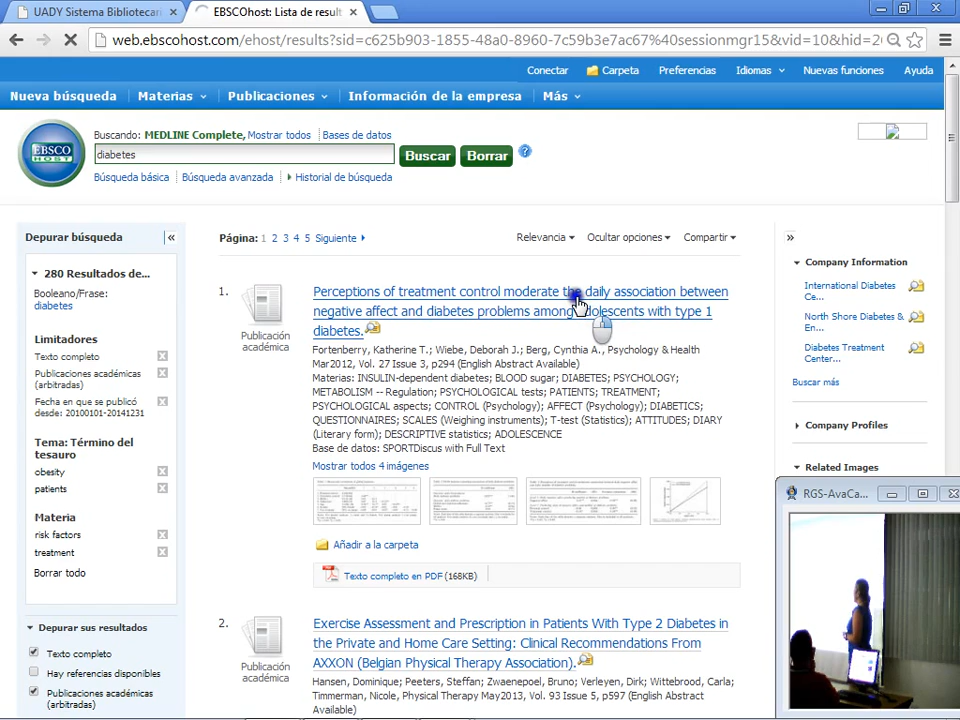 UADY Sistema Bibliotecari
EBSCOhost: Lista de result
web.ebscohost.com/ehost/results?sid=c625b903-1855-48a0-8960-7c59b3e7ac67%40sessionmgr15&vid=10&hid=2
Conectar Carpeta Preferencias Idiomas Nuevas funciones Ayuda
Nueva búsqueda Materias Publicaciones Información de la empresa Más
EBSCO
HOST
Buscando: MEDLINE Complete, Mostrar todos Bases de datos
diabetes Buscar Borrar ?
Búsqueda básica Búsqueda avanzada Historial de búsqueda
Depurar búsqueda «
280 Resultados de...
Booleano/Frase:
diabetes
Limitadores
Texto completo
Publicaciones académicas
(arbitradas)
Fecha en que se publicó
desde: 20100101-20141231
Tema: Término del
tesauro
obesity
patients
Materia
risk factors
treatment
Borrar todo
Depurar sus resultados
Texto completo
Hay referencias disponibles
Publicaciones académicas
(arbitradas)
Página: 1 2 3 4 5 Siguiente
Relevancia Ocultar opciones Compartir
1.
Publicación
académica
Perceptions of treatment control moderate the daily association between
negative affect and diabetes problems among adolescents with type 1
diabetes.
Fortenberry, Katherine T.; Wiebe, Deborah J.; Berg, Cynthia A., Psychology & Health
Mar2012, Vol. 27 Issue 3, p294 (English Abstract Available)
Materias: INSULIN-dependent diabetes; BLOOD sugar; DIABETES; PSYCHOLOGY;
METABOLISM -- Regulation; PSYCHOLOGICAL tests; PATIENTS; TREATMENT;
PSYCHOLOGICAL aspects; CONTROL (Psychology); AFFECT (Psychology); DIABETICS;
QUESTIONNAIRES; SCALES (Weighing instruments); T-test (Statistics); ATTITUDES; DIARY
(Literary form); DESCRIPTIVE statistics; ADOLESCENCE
Base de datos: SPORTDiscus with Full Text
Mostrar todos 4 imágenes
Añadir a la carpeta
Texto completo en PDF (168KB)
2.
Publicación
académica
Exercise Assessment and Prescription in Patients With Type 2 Diabetes in
the Private and Home Care Setting: Clinical Recommendations From
AXXON (Belgian Physical Therapy Association).
Hansen, Dominique; Peeters, Steffan; Zwaenepoel, Bruno; Verleyen, Dirk; Wittebrood, Carla;
Timmerman, Nicole, Physical Therapy May2013, Vol. 93 Issue 5, p597 (English Abstract
Available)
»
Company Information
International Diabetes
Ce...
North Shore Diabetes &
En...
Diabetes Treatment
Center...
Buscar más
Company Profiles
Related Images
RGS-AvaCa...